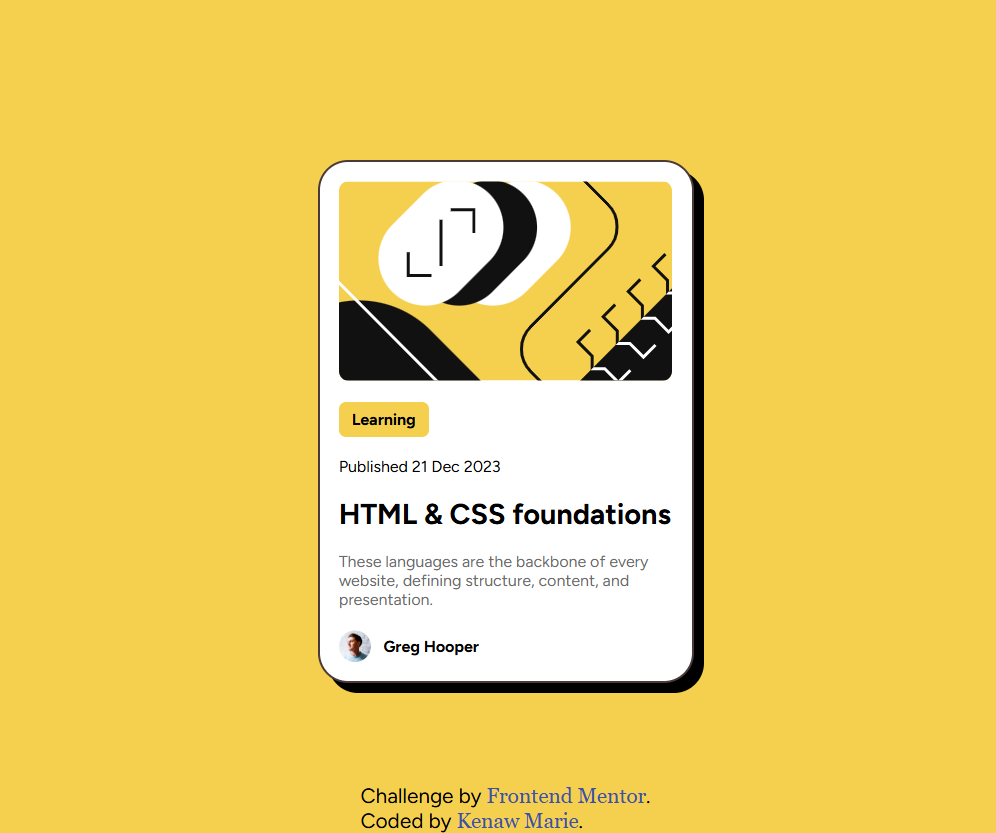 Learning
Published 21 Dec 2023
HTML & CSS foundations
These languages are the backbone of every
website, defining structure, content, and
presentation.
Greg Hooper
Challenge by Frontend Mentor.
Coded by Kenaw Marie.